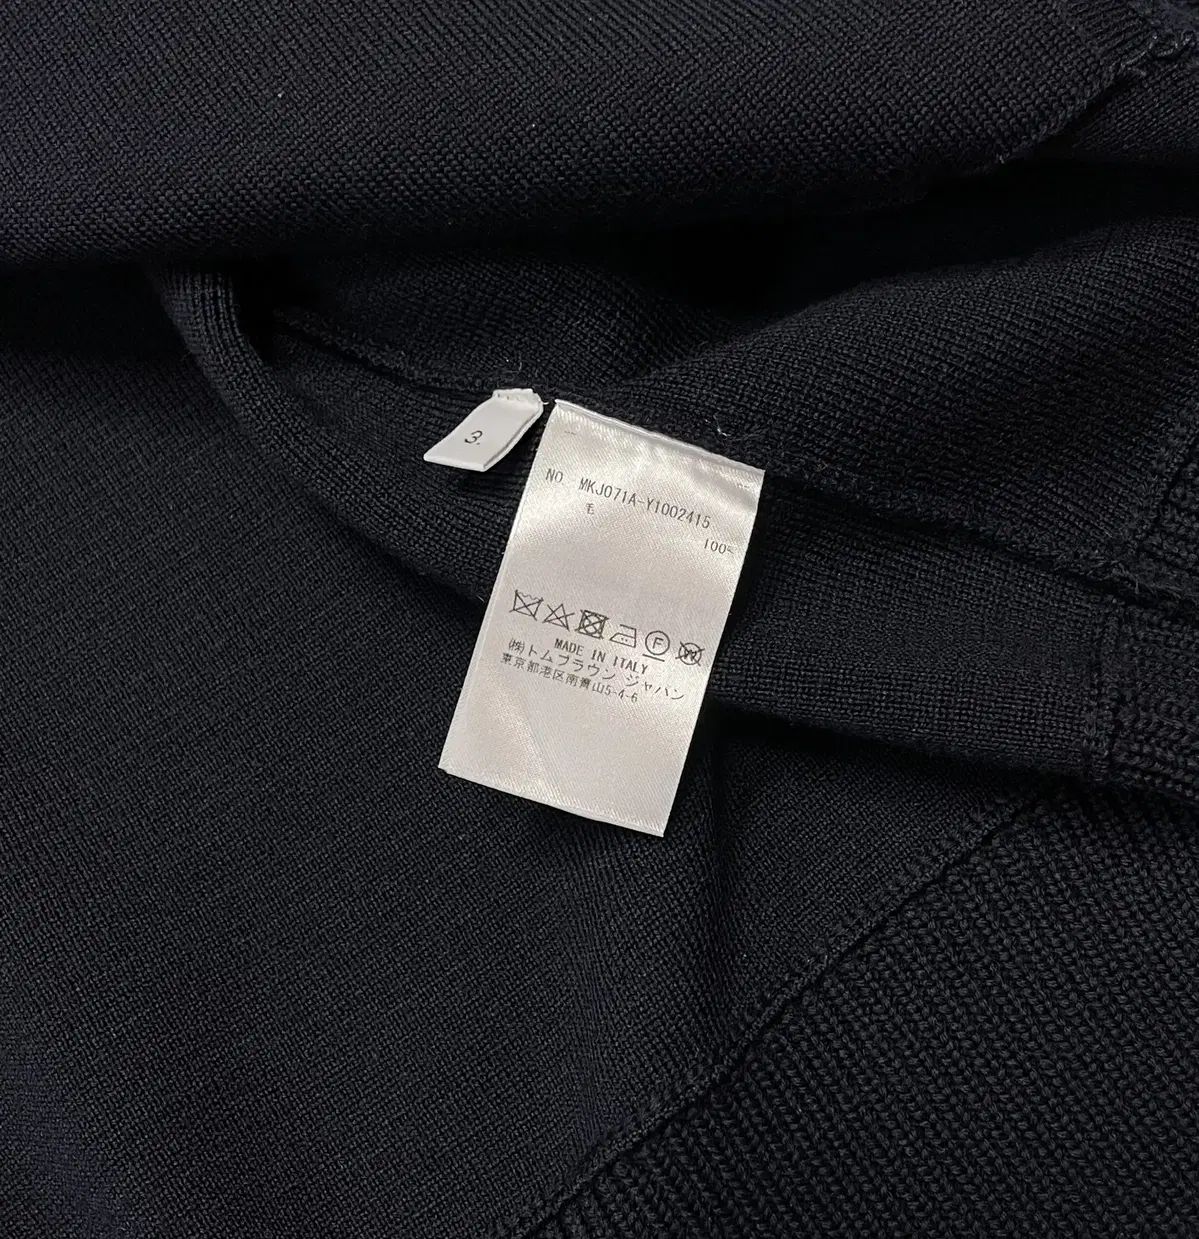 3.
NO MKJ071A-Y1002415
毛
100%
F
W
MADE IN ITALY
(株)トムブラウン ジャパン
東京都港区南青山5-4-6